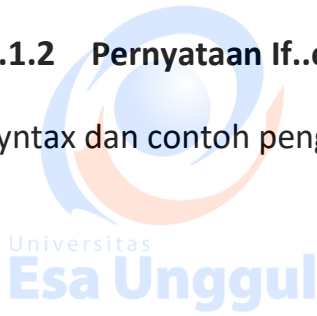 .1.2 Pernyataan If..e
yntax dan contoh peng
Universitas
Esa Unggul